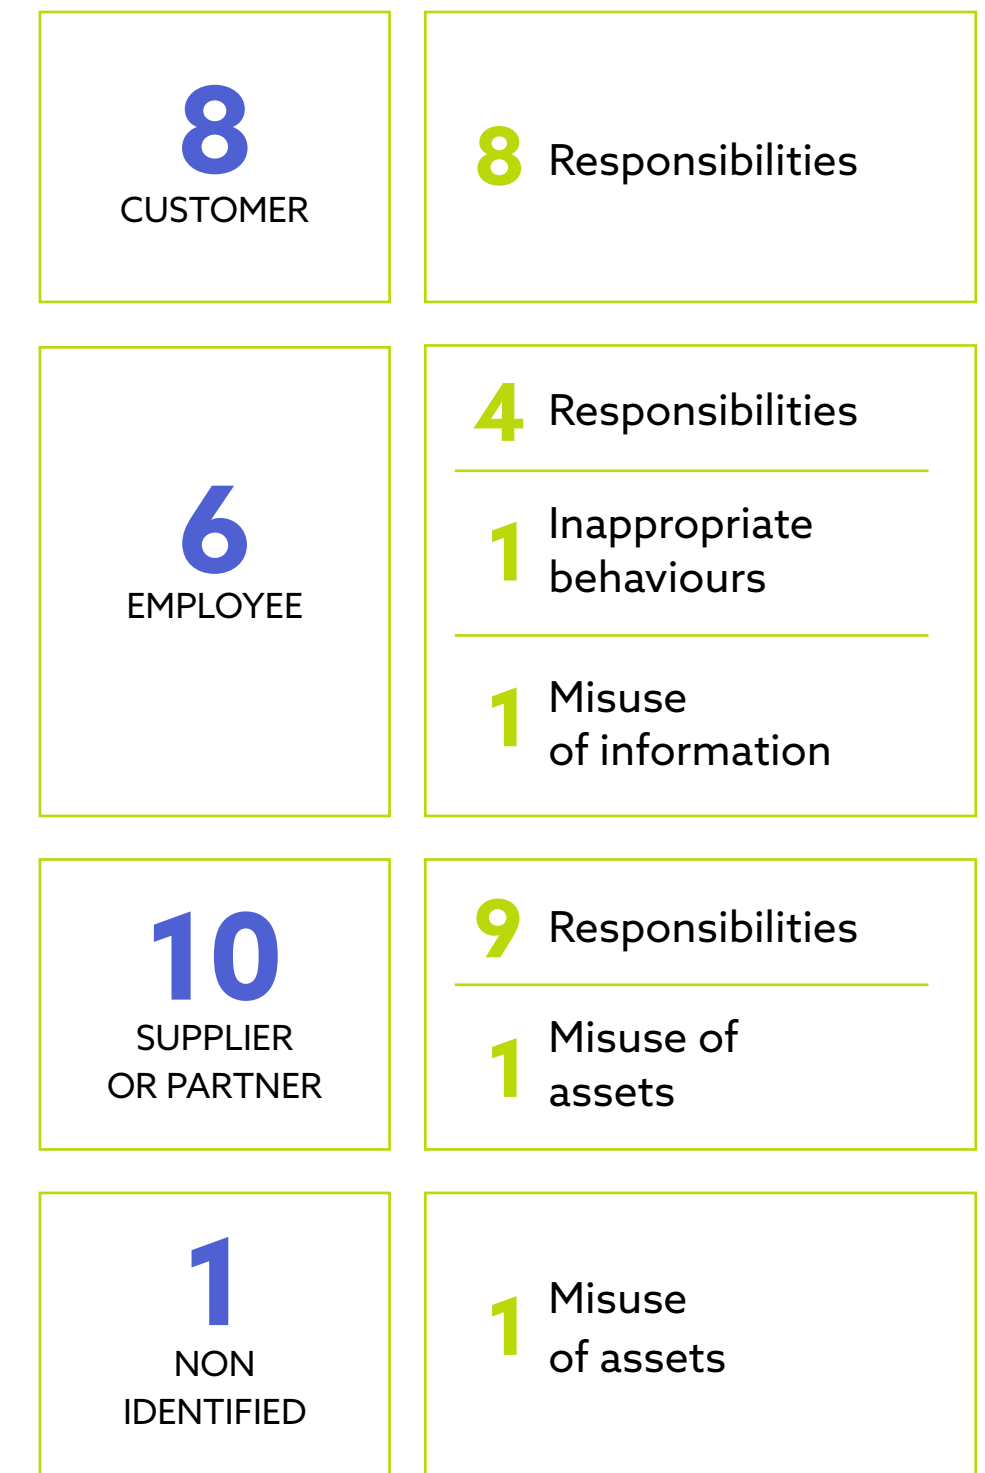 8
CUSTOMER
8 Responsibilities
6
EMPLOYEE
4 Responsibilities
1 Inappropriate
behaviours
1 Misuse
of information
10
SUPPLIER
OR PARTNER
9 Responsibilities
1 Misuse of
assets
1
NON
IDENTIFIED
1 Misuse
of assets